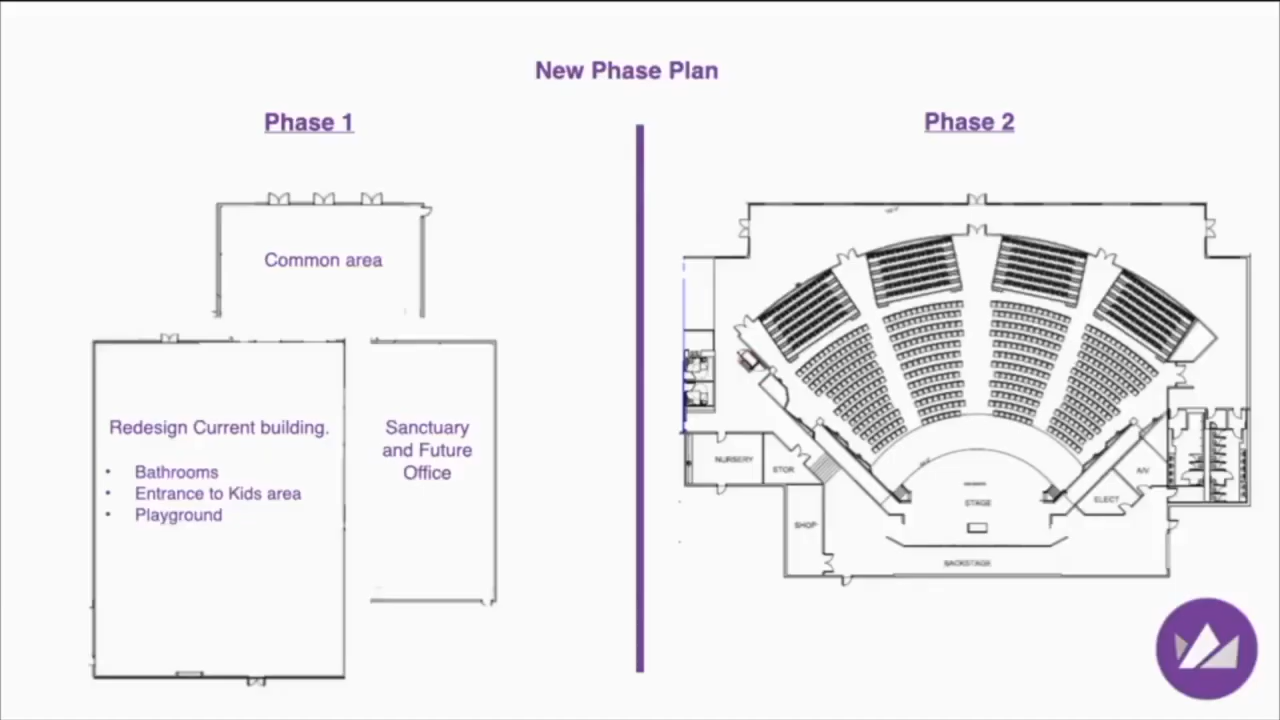 New Phase Plan
Phase 1
Common area
Redesign Current building.
• Bathrooms
• Entrance to Kids area
• Playground
Sanctuary
and Future
Office
Phase 2
NURSERY
STOR
SHOP
STAGE
BACKSTAGE
ELECT
A/V